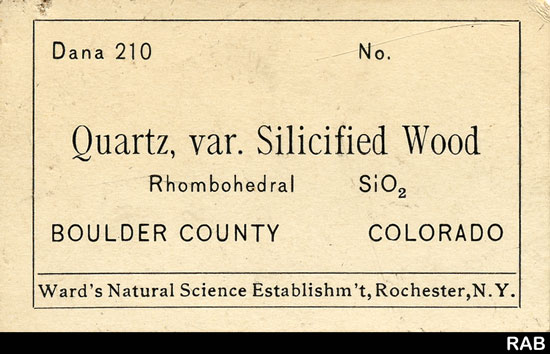 Dana 210 No.
Quartz, var. Silicified Wood
Rhombohedral SiO₂
BOULDER COUNTY COLORADO
Ward's Natural Science Establishm't, Rochester, N.Y.
RAB